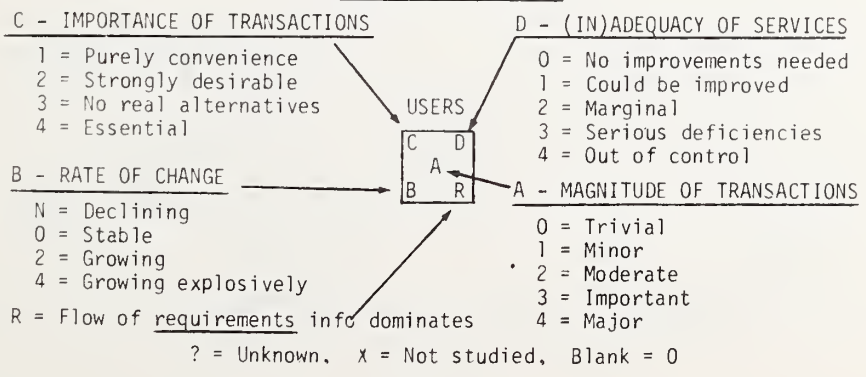 C - IMPORTANCE OF TRANSACTIONS
1 = Purely convenience
2 = Strongly desirable
3 = No real alternatives
4 = Essential
D - (IN)ADEQUACY OF SERVICES
0 = No improvements needed
1 = Could be improved
2 = Marginal
3 = Serious deficiencies
4 = Out of control
USERS
C D
A
B R
B - RATE OF CHANGE
N = Declining
0 = Stable
2 = Growing
4 = Growing explosively
A - MAGNITUDE OF TRANSACTIONS
0 = Trivial
1 = Minor
2 = Moderate
3 = Important
4 = Major
R = Flow of requirements info dominates
? = Unknown, X = Not studied, Blank = 0